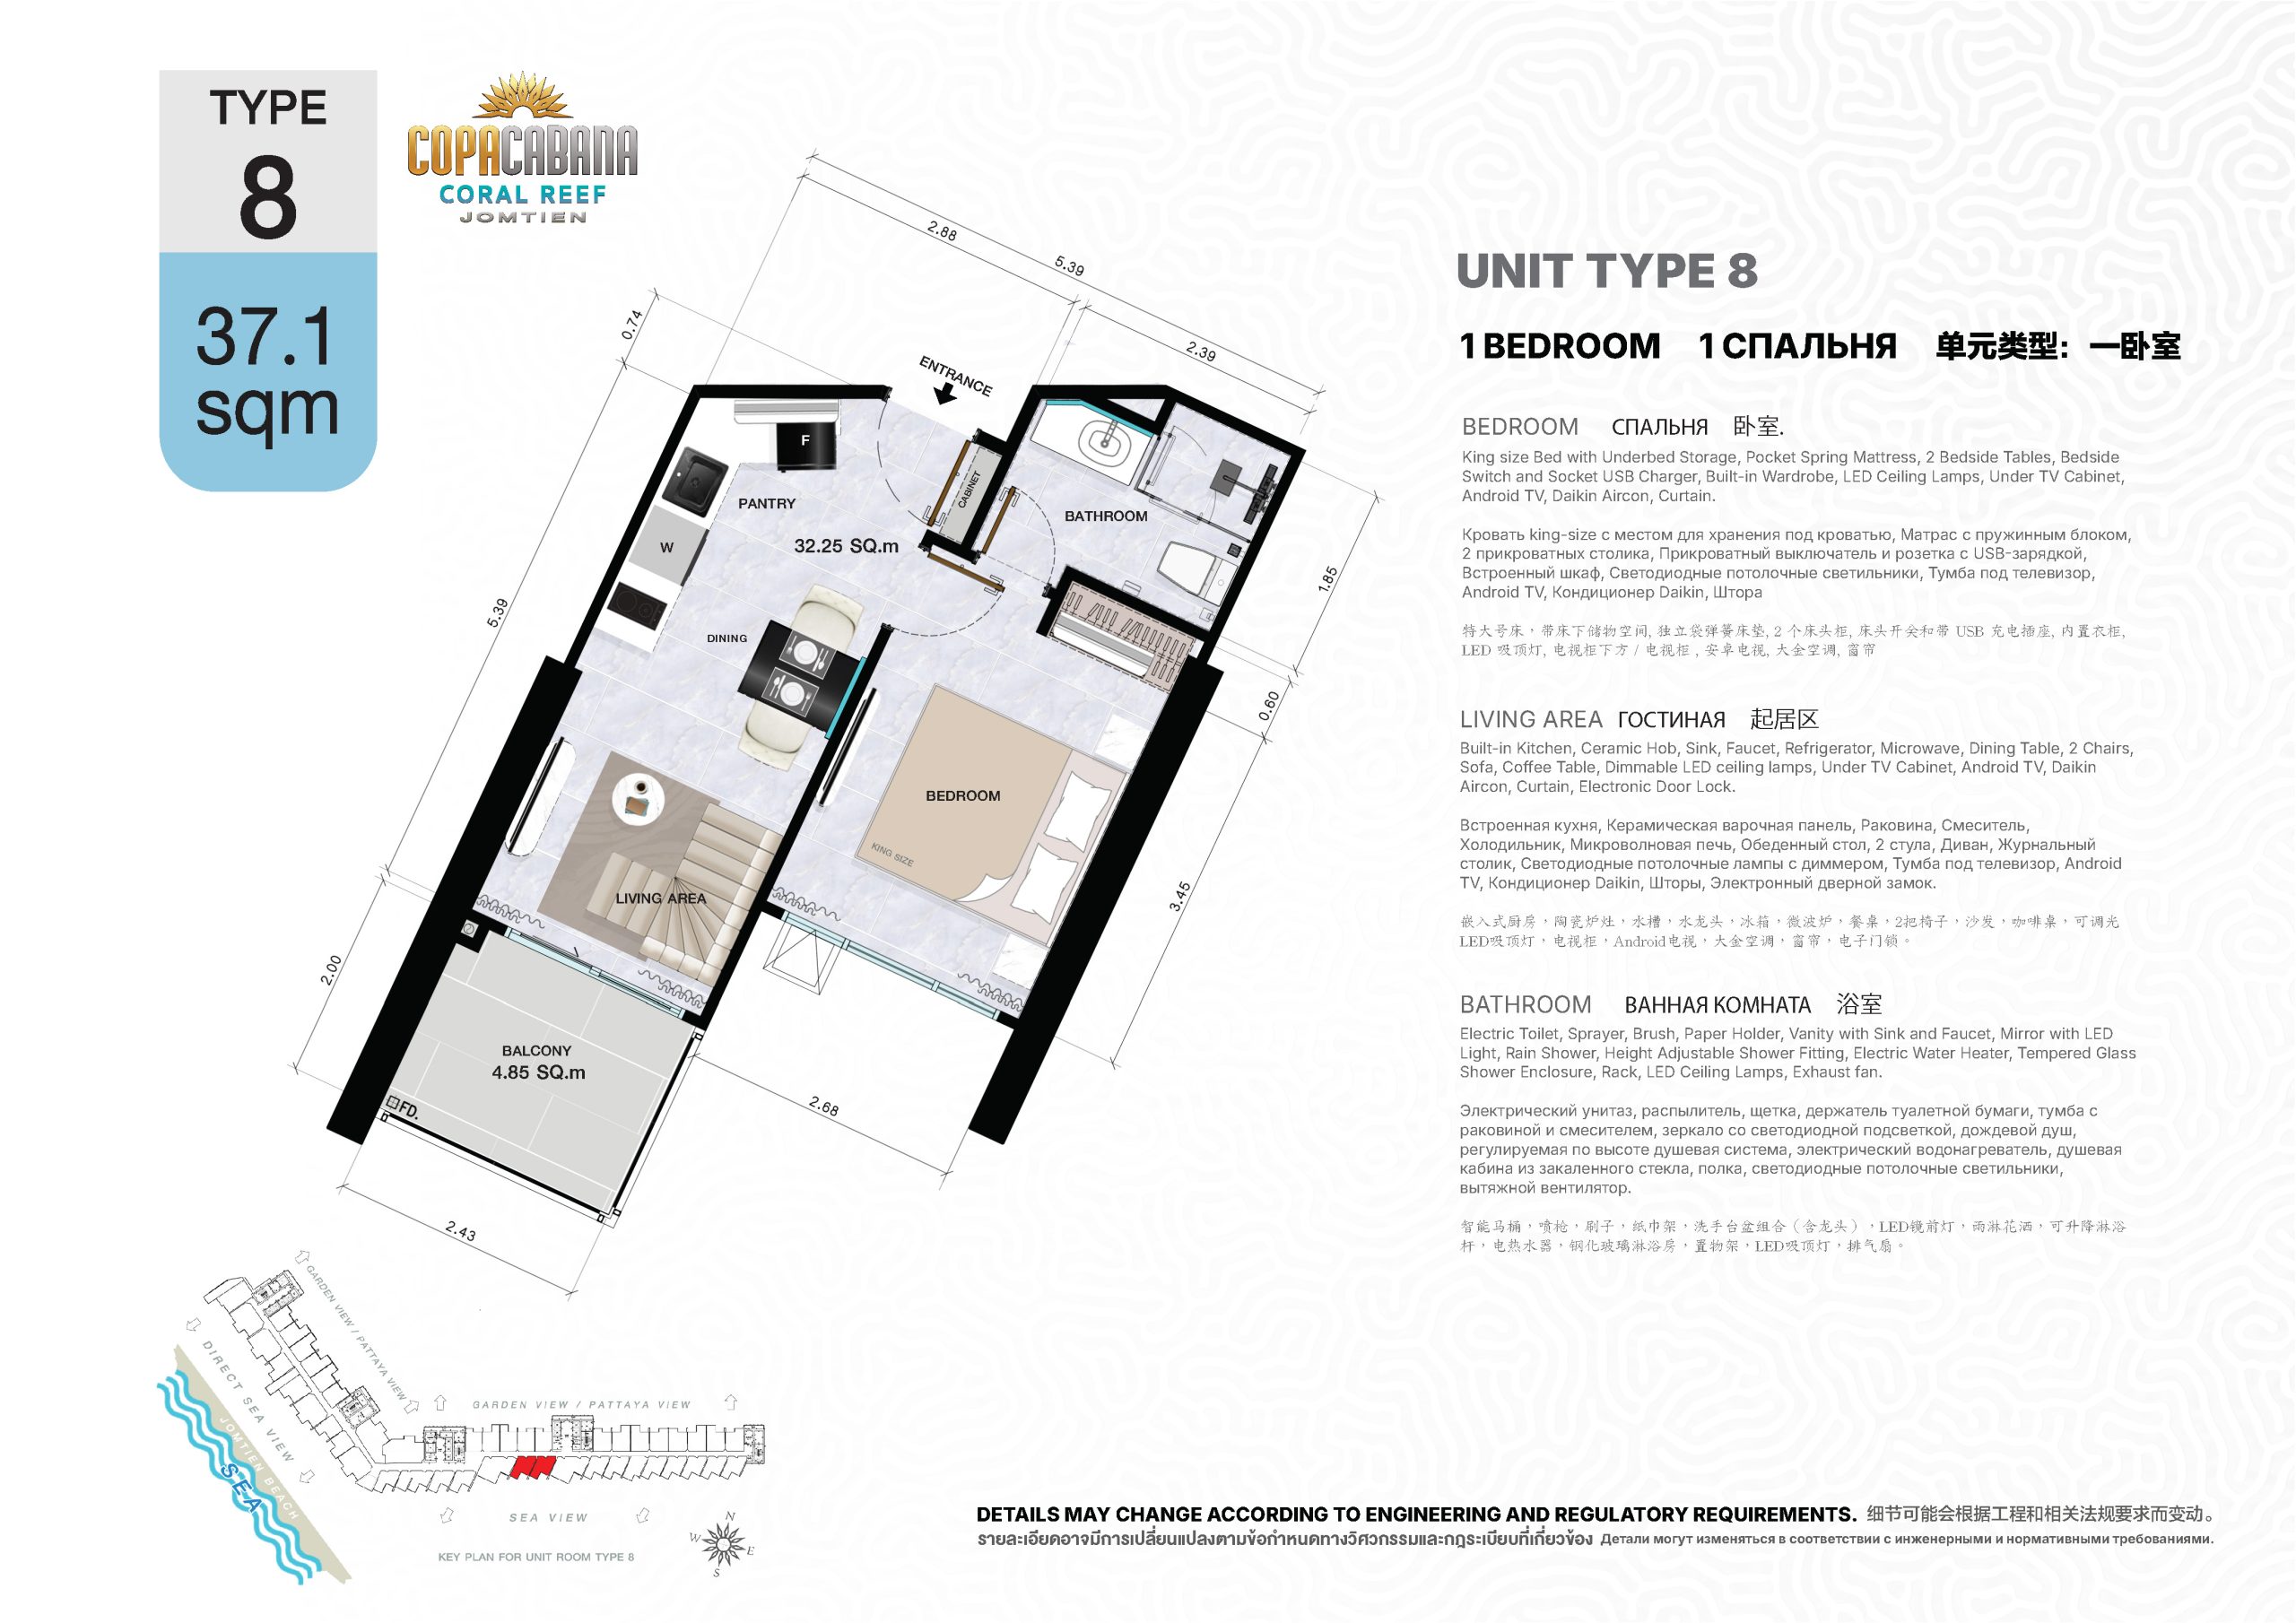 TYPE
8
37.1
sqm
COPACABANA
CORAL REEF
JOMTIEN
2.88
5.39
2.39
0.74
ENTRANCE
F
CABINET
PANTRY
BATHROOM
32.25 SQ.m
W
1.85
5.39
DINING
0.60
BEDROOM
KING SIZE
LIVING AREA
3.45
2.00
BALCONY
4.85 SQ.m
FD.
2.68
2.43
UNIT TYPE 8
1 BEDROOM 1 СПАЛЬНЯ 单元类型: 一卧室
BEDROOM СПАЛЬНЯ 卧室.
King size Bed with Underbed Storage, Pocket Spring Mattress, 2 Bedside Tables, Bedside
Switch and Socket USB Charger, Built-in Wardrobe, LED Ceiling Lamps, Under TV Cabinet,
Android TV, Daikin Aircon, Curtain.
Кровать king-size с местом для хранения под кроватью, Матрас с пружинным блоком,
2 прикроватных столика, Прикроватный выключатель и розетка с USB-зарядкой,
Встроенный шкаф, Светодиодные потолочные светильники, Тумба под телевизор,
Android TV, Кондиционер Daikin, Штора
特大号床，带床下储物空间, 独立袋弹簧床垫, 2 个床头柜, 床头开关和带 USB 充电插座, 内置衣柜,
LED 吸顶灯, 电视柜下方 / 电视柜 , 安卓电视, 大金空调, 窗帘
LIVING AREA ГОСТИНАЯ 起居区
Built-in Kitchen, Ceramic Hob, Sink, Faucet, Refrigerator, Microwave, Dining Table, 2 Chairs,
Sofa, Coffee Table, Dimmable LED ceiling lamps, Under TV Cabinet, Android TV, Daikin
Aircon, Curtain, Electronic Door Lock.
Встроенная кухня, Керамическая варочная панель, Раковина, Смеситель,
Холодильник, Микроволновая печь, Обеденный стол, 2 стула, Диван, Журнальный
столик, Светодиодные потолочные лампы с диммером, Тумба под телевизор, Android
TV, Кондиционер Daikin, Шторы, Электронный дверной замок.
嵌入式厨房，陶瓷炉灶，水槽，水龙头，冰箱，微波炉，餐桌，2把椅子，沙发，咖啡桌，可调光
LED吸顶灯，电视柜，Android电视，大金空调，窗帘，电子门锁。
BATHROOM ВАННАЯ КОМНАТА 浴室
Electric Toilet, Sprayer, Brush, Paper Holder, Vanity with Sink and Faucet, Mirror with LED
Light, Rain Shower, Height Adjustable Shower Fitting, Electric Water Heater, Tempered Glass
Shower Enclosure, Rack, LED Ceiling Lamps, Exhaust fan.
Электрический унитаз, распылитель, щетка, держатель туалетной бумаги, тумба с
раковиной и смесителем, зеркало со светодиодной подсветкой, дождевой душ,
регулируемая по высоте душевая система, электрический водонагреватель, душевая
кабина из закаленного стекла, полка, светодиодные потолочные светильники,
вытяжной вентилятор.
智能马桶，喷枪，刷子，纸巾架，洗手台盆组合（含龙头），LED镜前灯，雨淋花洒，可升降淋浴
杆，电热水器，钢化玻璃淋浴房，置物架，LED吸顶灯，排气扇。
GARDEN VIEW / PATTAYA VIEW
DIRECT SEA VIEW
JOMTIEN BEACH
SEA
GARDEN VIEW / PATTAYA VIEW
SEA VIEW
KEY PLAN FOR UNIT ROOM TYPE 8
N
W
E
S
DETAILS MAY CHANGE ACCORDING TO ENGINEERING AND REGULATORY REQUIREMENTS. 细节可能会根据工程和相关法规要求而变动。
รายละเอียดอาจมีการเปลี่ยนแปลงตามข้อกำหนดทางวิศวกรรมและกฎระเบียบที่เกี่ยวข้อง Детали могут изменяться в соответствии с инженерными и нормативными требованиями.